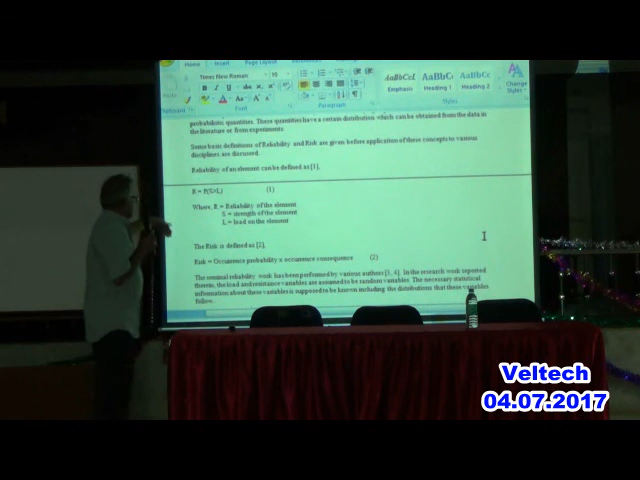 Home Insert Page Layout
Times New Roman
Font
Paragraph
AaBbCcI AaBbC AaBbCc
Emphasis Heading 1 Heading 2
Change
Styles
Styles
probabilistic quantities. These quantities have a certain distribution which can be obtained from the data in
the literature or from experiments
Some basic definitions of Reliability and Risk are given before application of these concepts to various
disciplines are discussed.
Reliability of an element can be defined as [1],
R = P(S>L) (1)
Where, R = Reliability of the element
S = strength of the element
L = load on the element
The Risk is defined as [2],
Risk = Occurrence probability x occurrence consequence (2)
The seminal reliability work has been performed by various authors [3, 4]. In the research work reported
therein, the load and resistance variables are assumed to be random variables. The necessary statistical
information about these variables is supposed to be known including the distributions that these variables
follow.
Veltech
04.07.2017